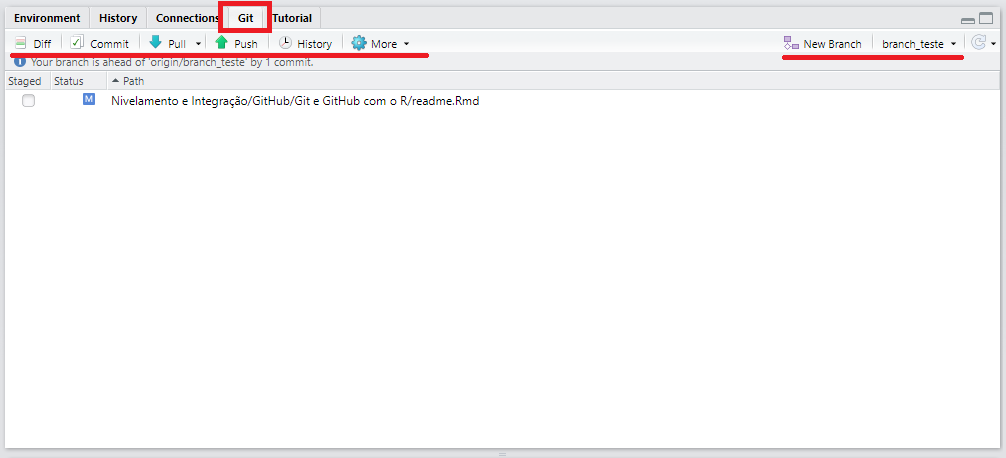 Environment History Connections Git Tutorial
Diff Commit Pull Push History More New Branch branch_teste
Your branch is ahead of 'origin/branch_teste' by 1 commit.
Staged Status Path
M Nivelamento e Integração/GitHub/Git e GitHub com o R/readme.Rmd